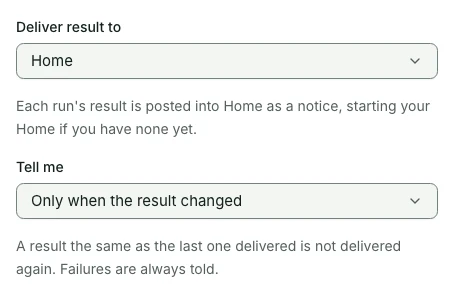 Deliver result to
Home
Each run's result is posted into Home as a notice, starting your
Home if you have none yet.
Tell me
Only when the result changed
A result the same as the last one delivered is not delivered
again. Failures are always told.